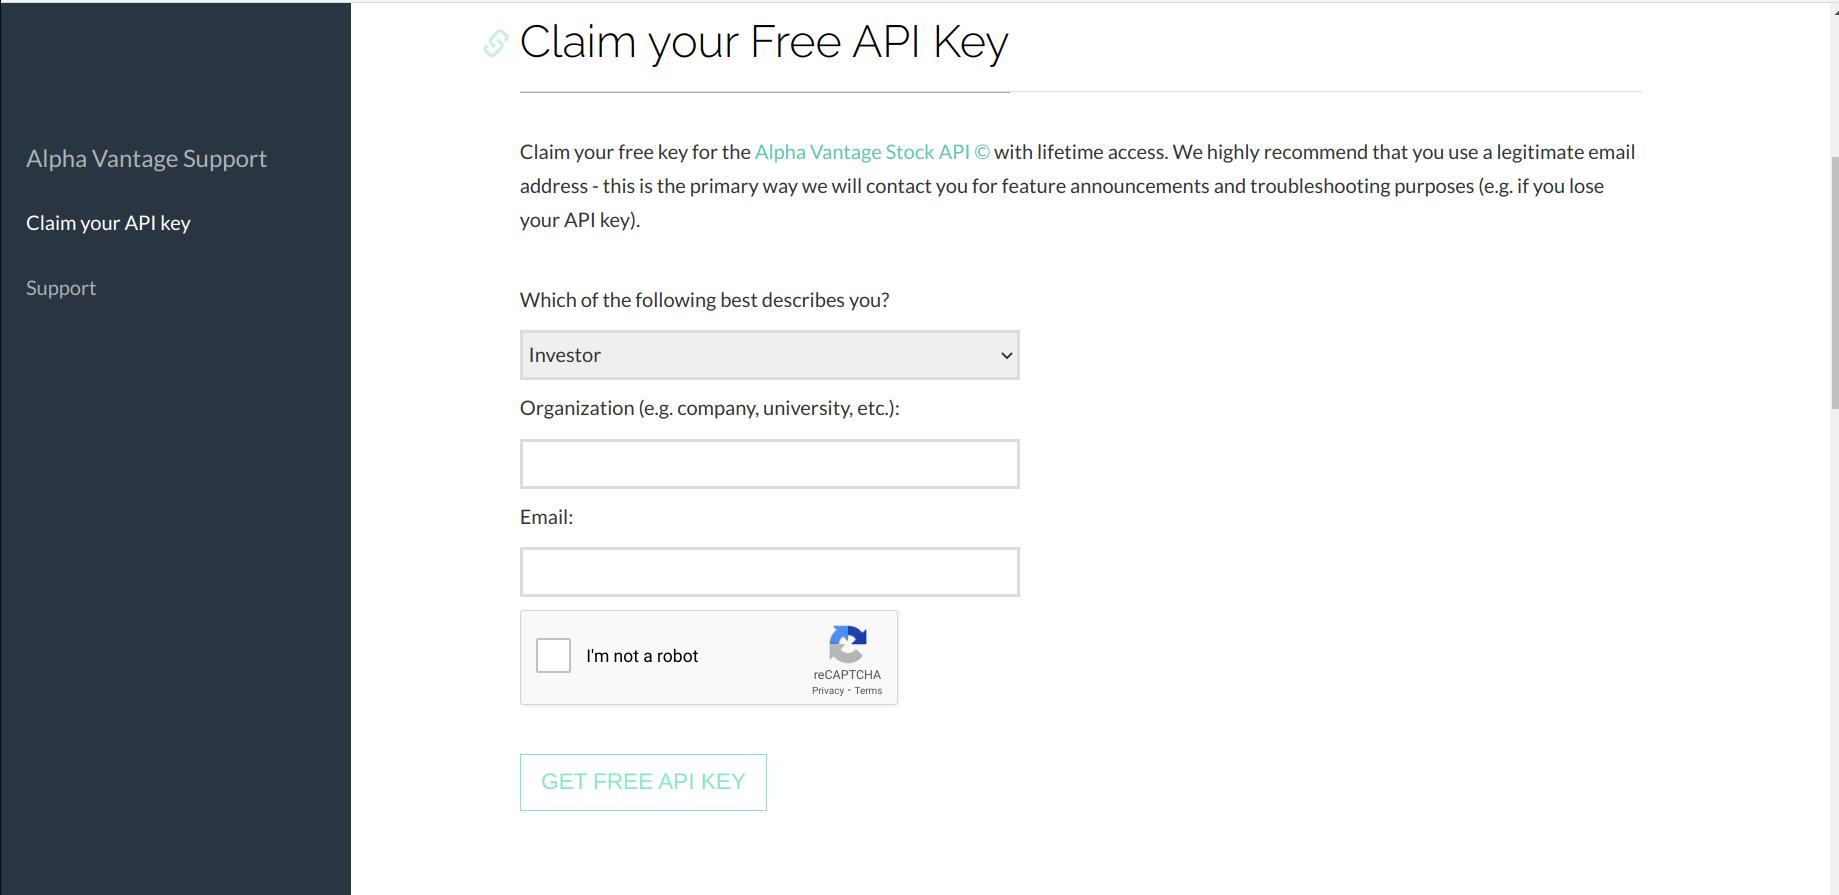 Alpha Vantage Support
Claim your API key
Support
Claim your Free API Key
Claim your free key for the Alpha Vantage Stock API © with lifetime access. We highly recommend that you use a legitimate email
address - this is the primary way we will contact you for feature announcements and troubleshooting purposes (e.g. if you lose
your API key).
Which of the following best describes you?
Investor
Organization (e.g. company, university, etc.):
Email:
I'm not a robot
reCAPTCHA
Privacy - Terms
GET FREE API KEY